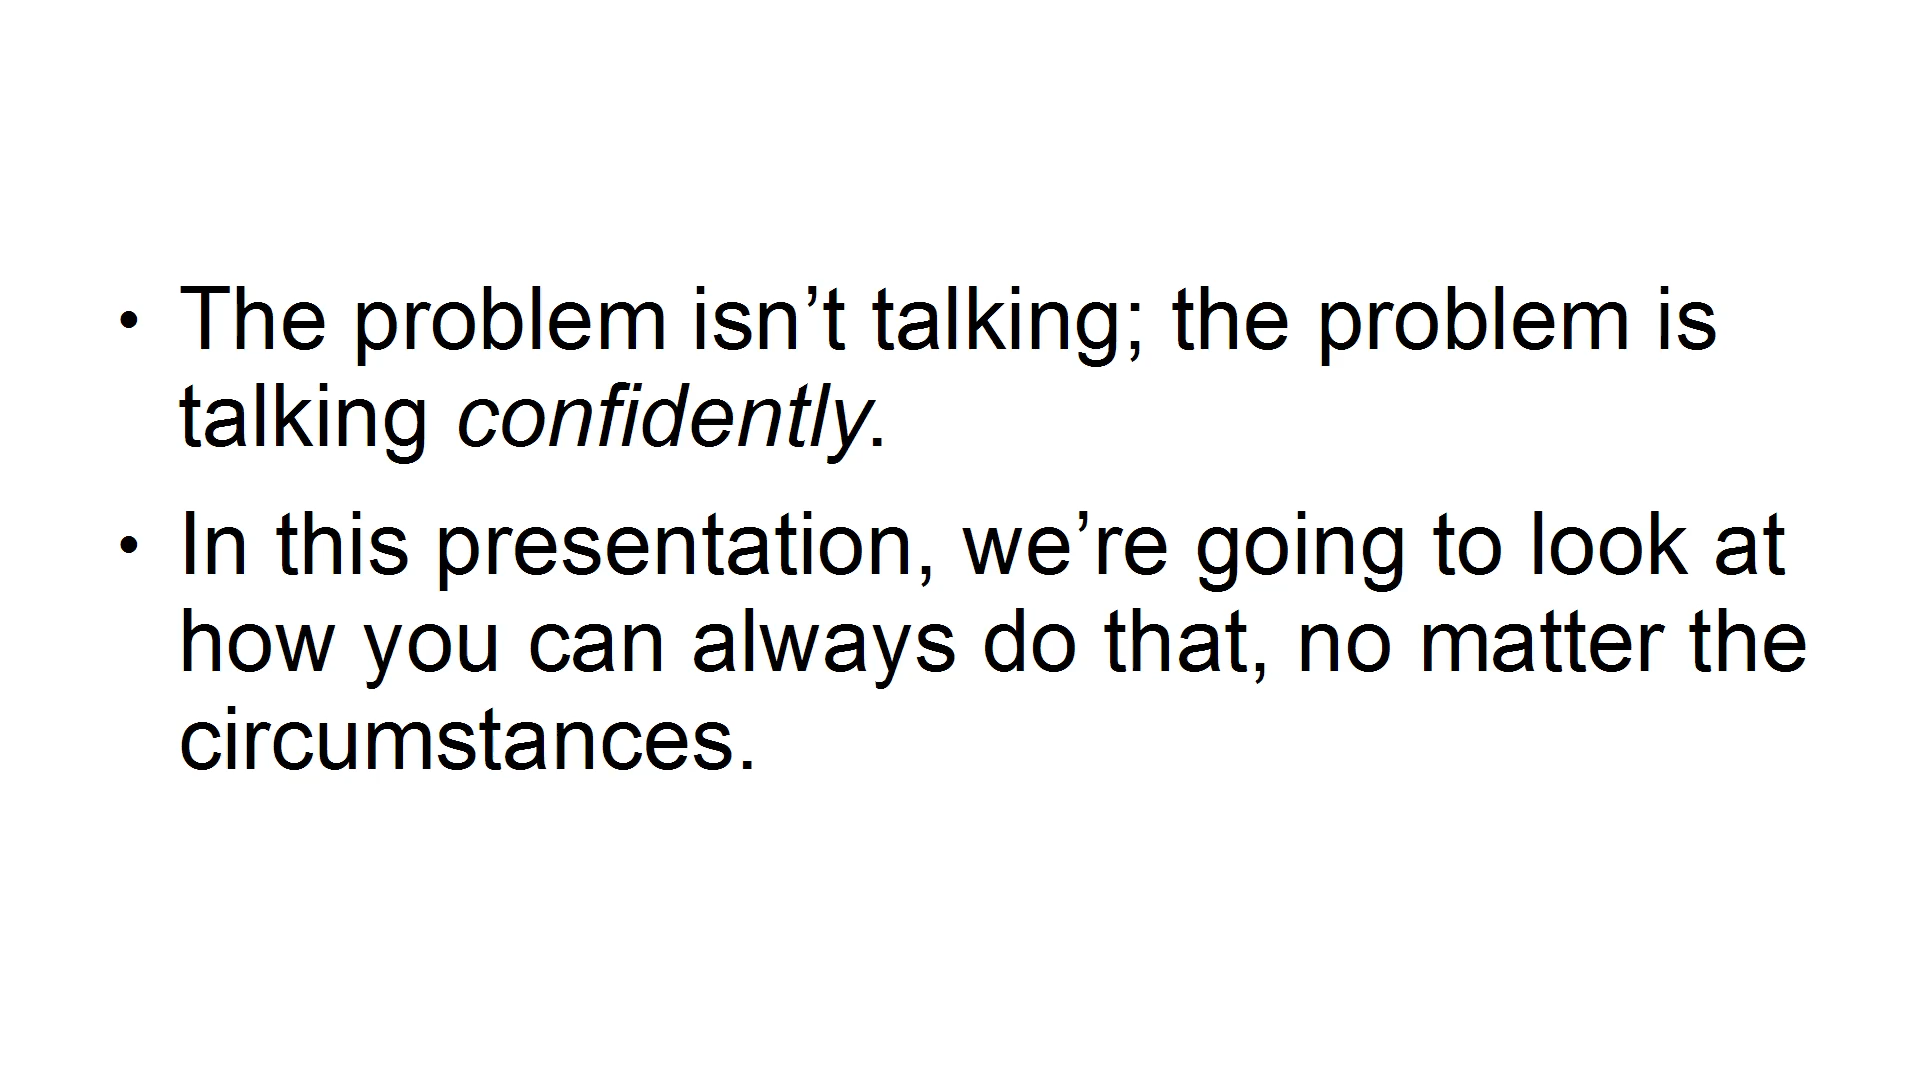 • The problem isn’t talking; the problem is
talking confidently.
• In this presentation, we’re going to look at
how you can always do that, no matter the
circumstances.